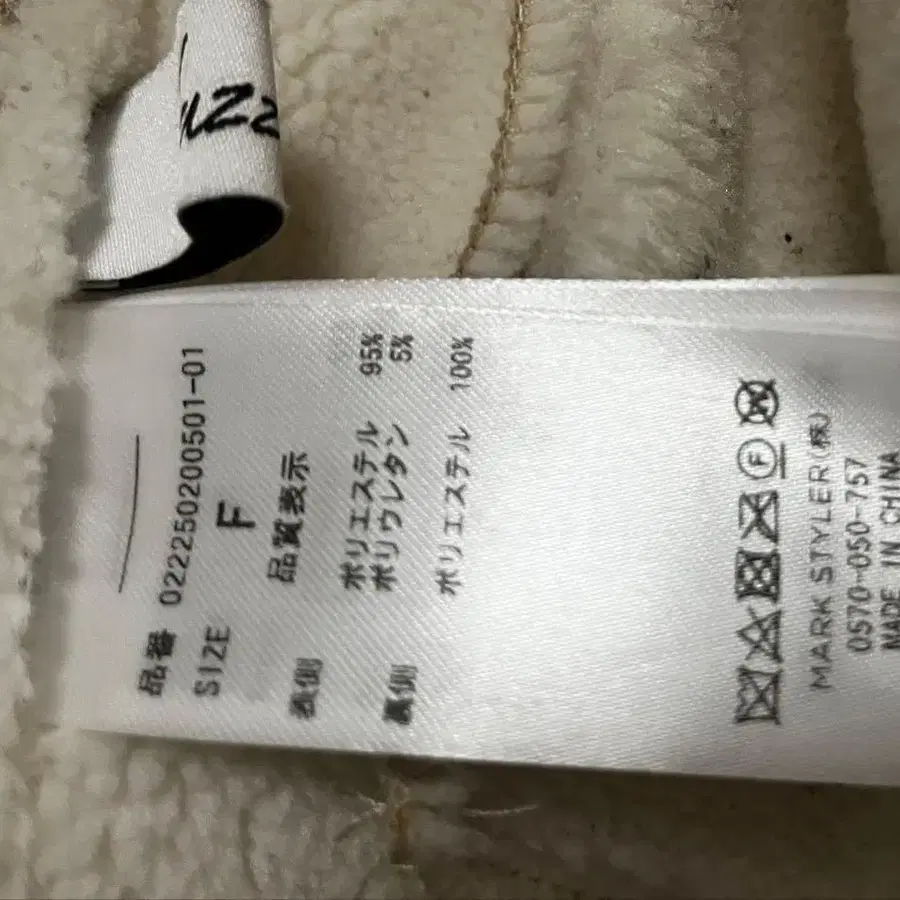 uzz
品番 022250200501-01
SIZE F
品質表示
表側
ポリエステル 95%
ポリウレタン 5%
裏側
ポリエステル 100%
F
W
MARK STYLER(株)
0570-050-757
MADE IN CHINA